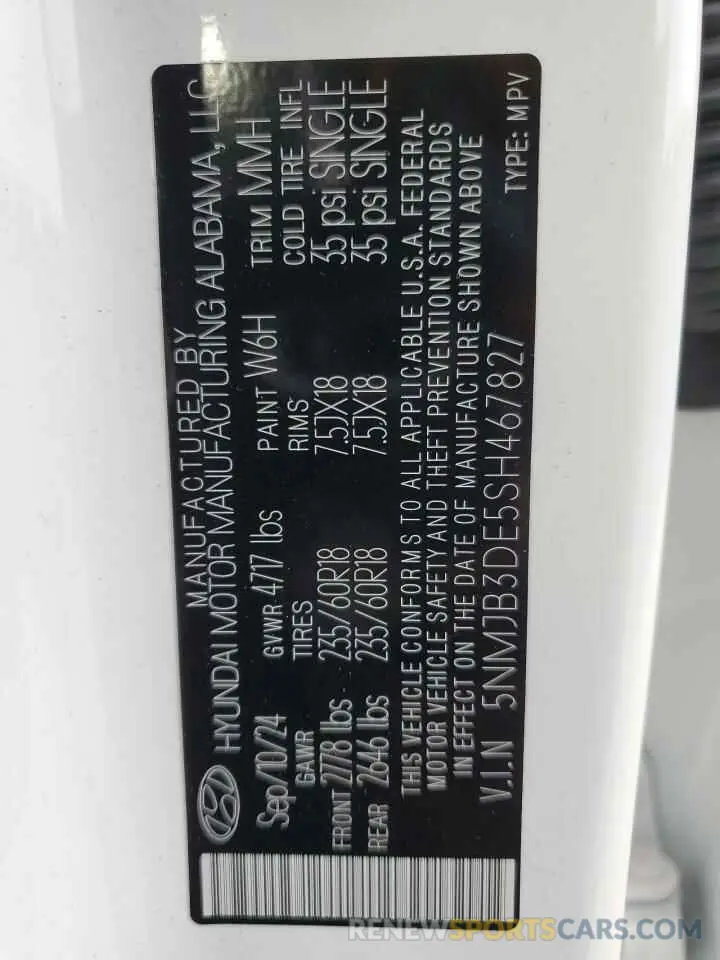 MANUFACTURED BY
HYUNDAI MOTOR MANUFACTURING ALABAMA, LLC
Sep/10/24 GVWR 4717 lbs PAINT W6H TRIM MMH
GAWR TIRES RIMS COLD TIRE INFL
FRONT 2778 lbs 235/60R18 7.5JX18 35 psi SINGLE
REAR 2646 lbs 235/60R18 7.5JX18 35 psi SINGLE
THIS VEHICLE CONFORMS TO ALL APPLICABLE U.S.A. FEDERAL
MOTOR VEHICLE SAFETY AND THEFT PREVENTION STANDARDS
IN EFFECT ON THE DATE OF MANUFACTURE SHOWN ABOVE
V.I.N 5NMJB3DE5SH467827 TYPE: MPV
RENEWSPORTSCARS.COM